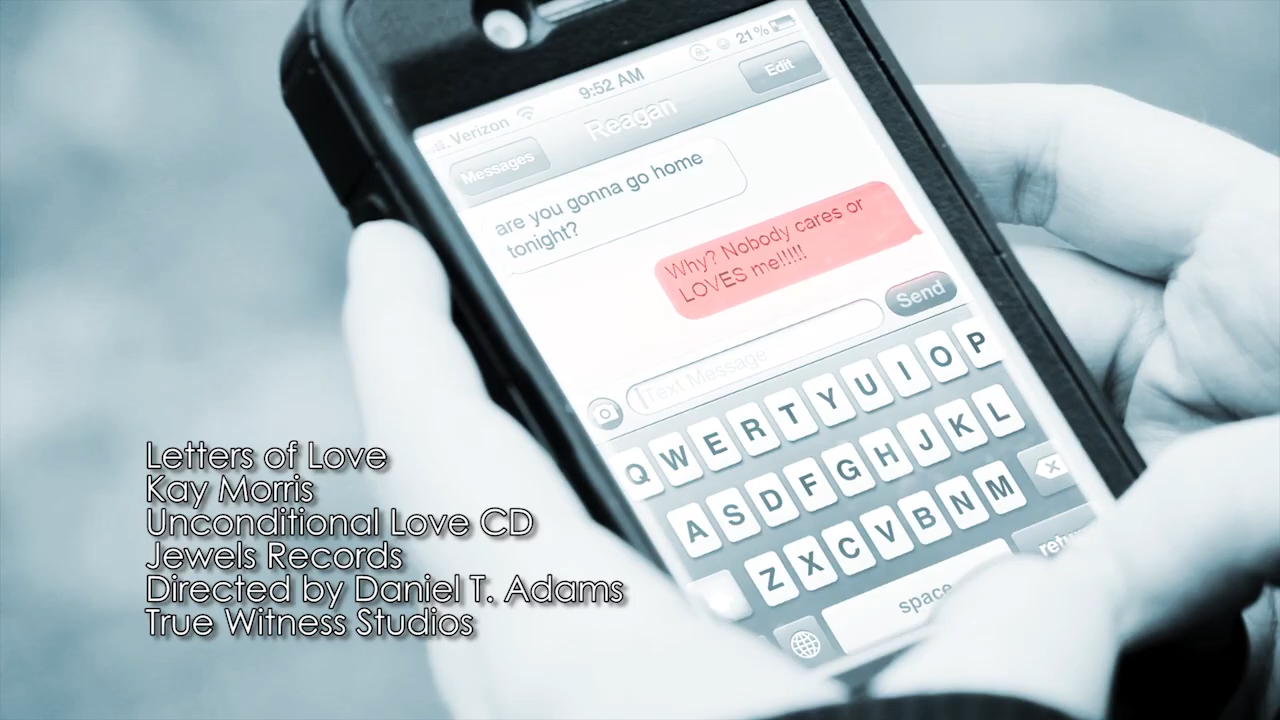 Verizon 9:52 AM 21%
Messages Reagan Edit
are you gonna go home
tonight?
Why? Nobody cares or
LOVES me!!!!!
Text Message Send
Q W E R T Y U I O P
A S D F G H J K L
Z X C V B N M
space
Letters of Love
Kay Morris
Unconditional Love CD
Jewels Records
Directed by Daniel T. Adams
True Witness Studios